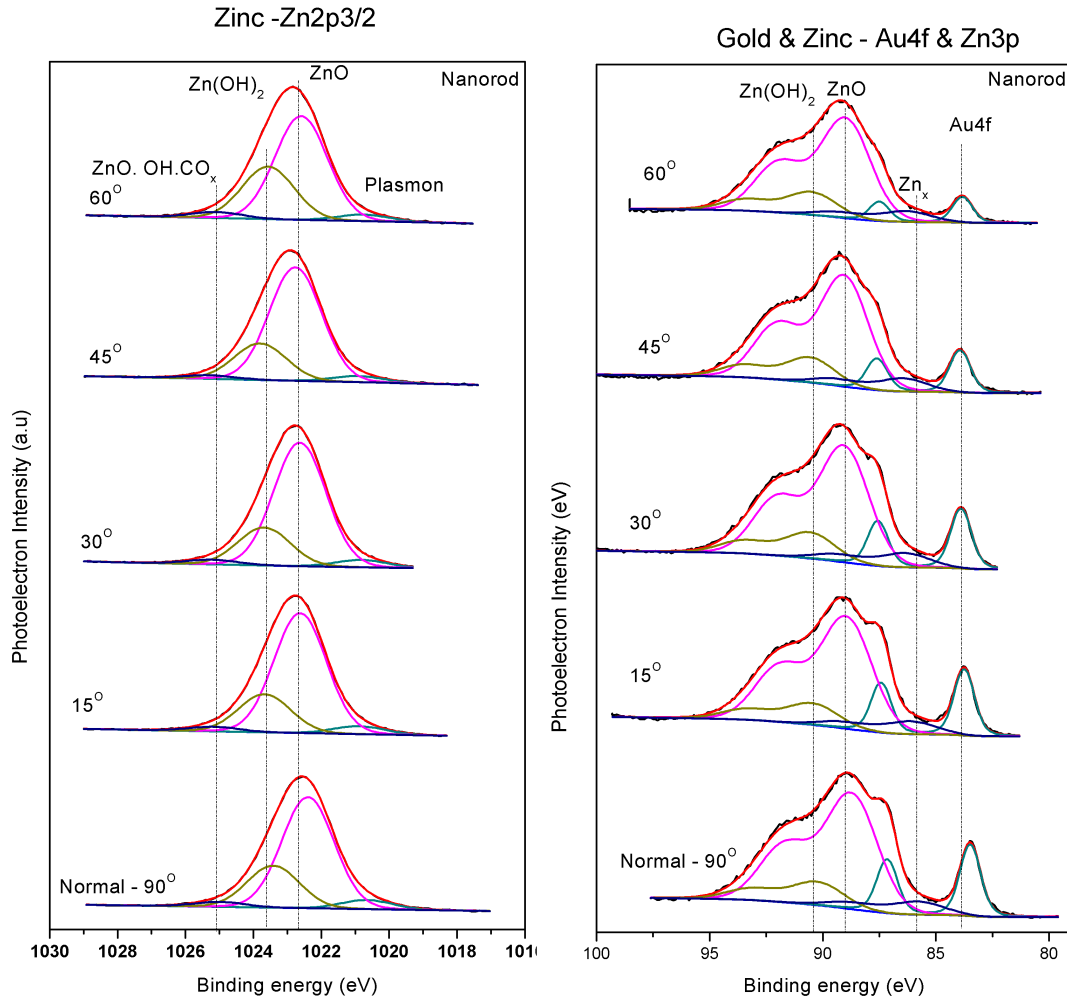 Zinc -Zn2p3/2
Nanorod
ZnO
Zn(OH)2
ZnO. OH.COx
Plasmon
60O
45O
30O
15O
Normal - 90O
Photoelectron Intensity (a.u)
1030 1028 1026 1024 1022 1020 1018
Binding energy (eV)
Gold & Zinc - Au4f & Zn3p
Nanorod
Zn(OH)2 ZnO
Au4f
Znx
60O
45O
30O
15O
Normal - 90O
Photoelectron Intensity (eV)
100 95 90 85 80
Binding energy (eV)